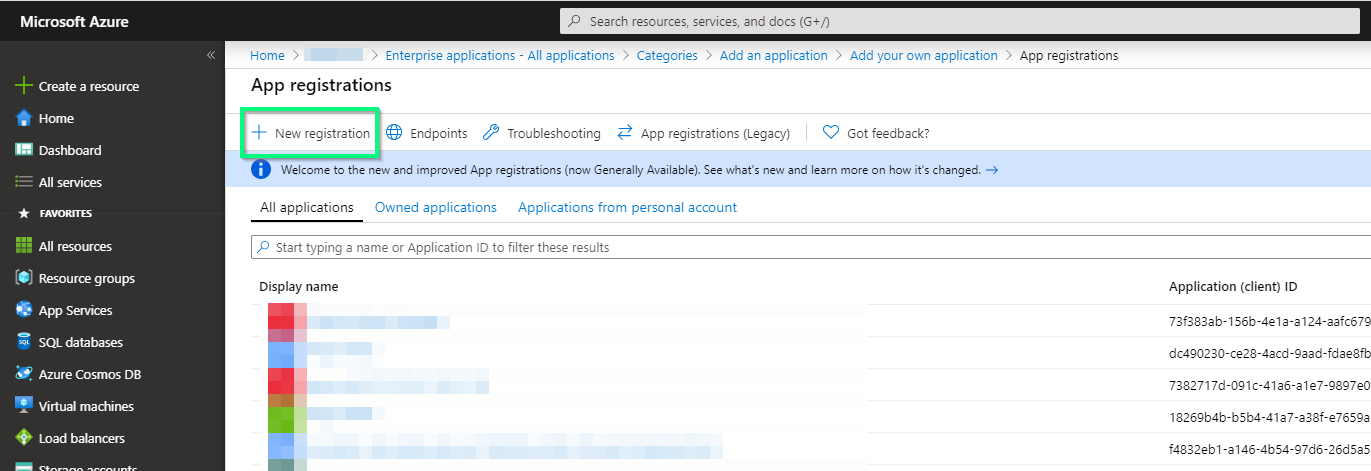 Microsoft Azure
Search resources, services, and docs (G+/)
«
Home > Enterprise applications - All applications > Categories > Add an application > Add your own application > App registrations
App registrations
New registration Endpoints Troubleshooting App registrations (Legacy) Got feedback?
Welcome to the new and improved App registrations (now Generally Available). See what's new and learn more on how it's changed. →
All applications Owned applications Applications from personal account
Start typing a name or Application ID to filter these results
Display name Application (client) ID
73f383ab-156b-4e1a-a124-aafc679
dc490230-ce28-4acd-9aad-fdae8fb
7382717d-091c-41a6-a1e7-9897e0
18269b4b-b5b4-41a7-a38f-e7659a
f4832eb1-a146-4b54-97d6-26d5a5
Create a resource
Home
Dashboard
All services
FAVORITES
All resources
Resource groups
App Services
SQL
SQL databases
Azure Cosmos DB
Virtual machines
Load balancers
Storage accounts